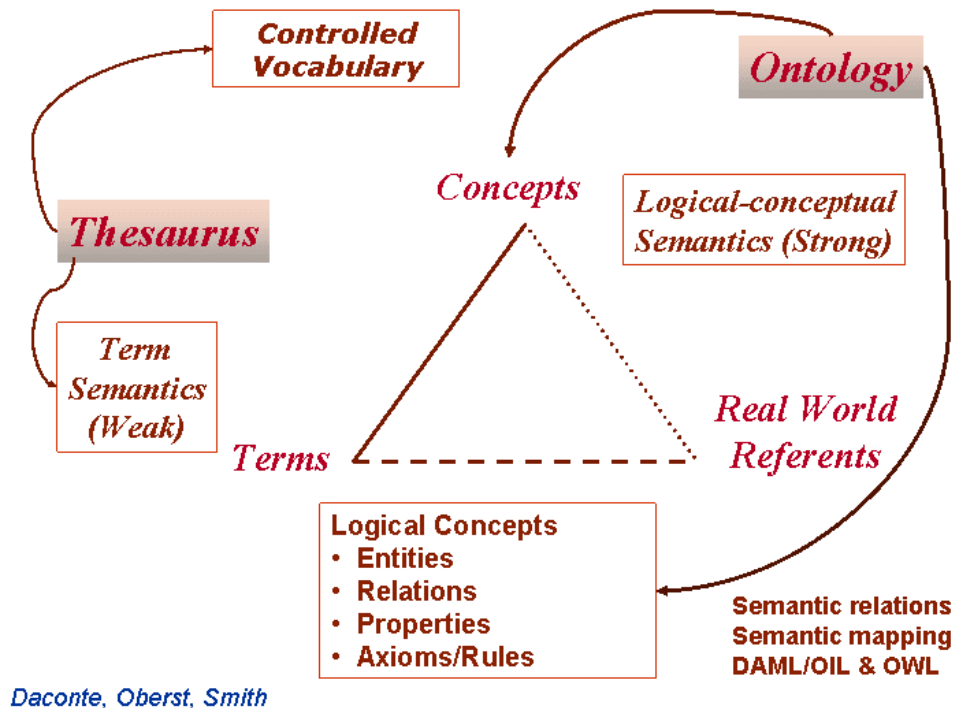 Controlled
Vocabulary
Ontology
Concepts
Logical-conceptual
Semantics (Strong)
Thesaurus
Term
Semantics
(Weak)
Real World
Referents
Terms
Logical Concepts
• Entities
• Relations
• Properties
• Axioms/Rules
Semantic relations
Semantic mapping
DAML/OIL & OWL
Daconte, Oberst, Smith